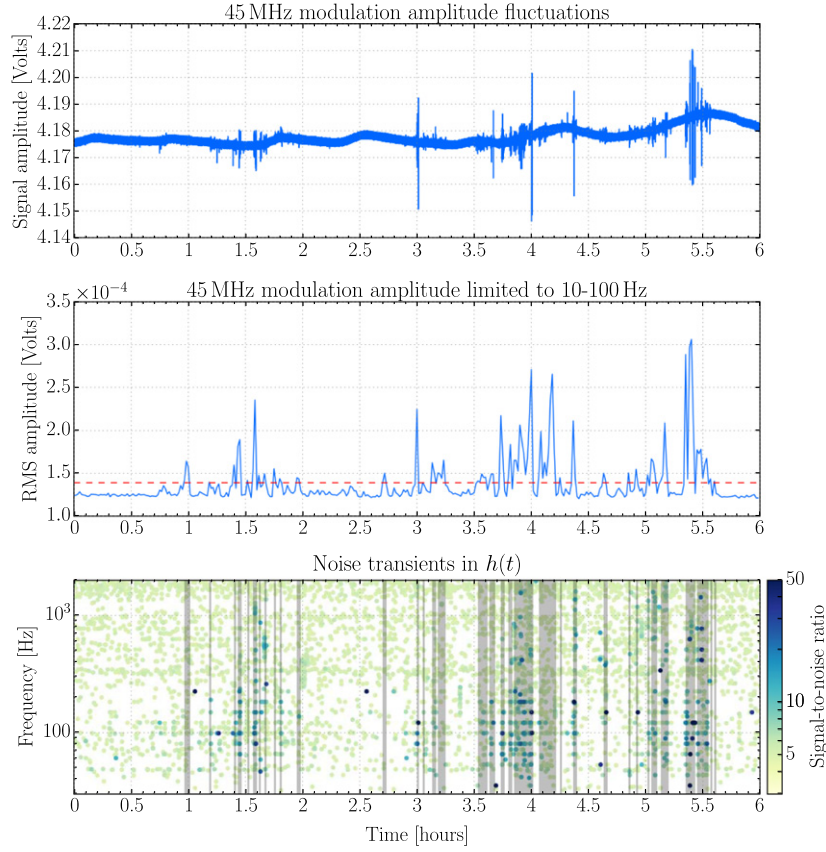 45 MHz modulation amplitude fluctuations
Signal amplitude [Volts]
4.22
4.21
4.20
4.19
4.18
4.17
4.16
4.15
4.14
0 0.5 1 1.5 2 2.5 3 3.5 4 4.5 5 5.5 6
×10⁻⁴ 45 MHz modulation amplitude limited to 10-100 Hz
RMS amplitude [Volts]
3.5
3.0
2.5
2.0
1.5
1.0
0 0.5 1 1.5 2 2.5 3 3.5 4 4.5 5 5.5 6
Noise transients in h(t)
Frequency [Hz]
10³
100
0 0.5 1 1.5 2 2.5 3 3.5 4 4.5 5 5.5 6
Time [hours]
50
10
5
Signal-to-noise ratio